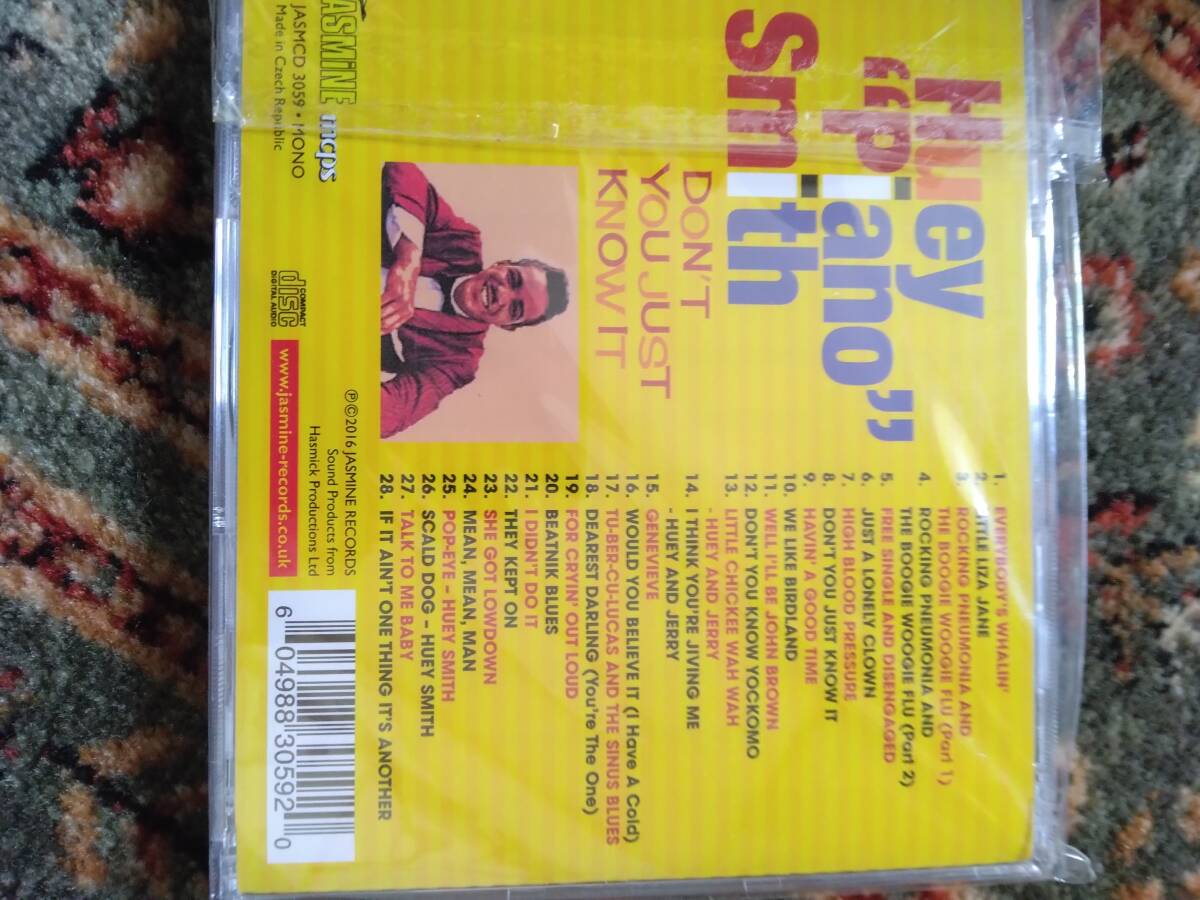 Huey
“Piano”
Smith
DON'T
YOU JUST
KNOW IT
1. EVERYBODY'S WHALIN'
2. LITTLE LIZA JANE
3. ROCKING PNEUMONIA AND
THE BOOGIE WOOGIE FLU (Part 1)
4. ROCKING PNEUMONIA AND
THE BOOGIE WOOGIE FLU (Part 2)
5. FREE SINGLE AND DISENGAGED
6. JUST A LONELY CLOWN
7. HIGH BLOOD PRESSURE
8. DON'T YOU JUST KNOW IT
9. HAVIN' A GOOD TIME
10. WE LIKE BIRDLAND
11. WELL I'LL BE JOHN BROWN
12. DON'T YOU KNOW YOCKOMO
13. LITTLE CHICKEE WAH WAH
- HUEY AND JERRY
14. I THINK YOU'RE JIVING ME
- HUEY AND JERRY
15. GENEVIEVE
16. WOULD YOU BELIEVE IT (I Have A Cold)
17. TU-BER-CU-LUCAS AND THE SINUS BLUES
18 DEAREST DARLING (You're The One)
19. FOR CRYIN' OUT LOUD
20. BEATNIK BLUES
21. I DIDN'T DO IT
22. THEY KEPT ON
23. SHE GOT LOWDOWN
24. MEAN, MEAN, MAN
25. POP-EYE – HUEY SMITH
26. SCALD DOG – HUEY SMITH
27. TALK TO ME BABY
28. IF IT AINT ONE THING IT'S ANOTHER
JASMiNE mcps
JASMCD 3059 • MONO
Made in Czech Republic
COMPACT
disc
DIGITAL AUDIO
℗©2016 JASMINE RECORDS
Sound Production from
Hasmick Productions Ltd
www.jasmine-records.co.uk
6 04988 30592 0